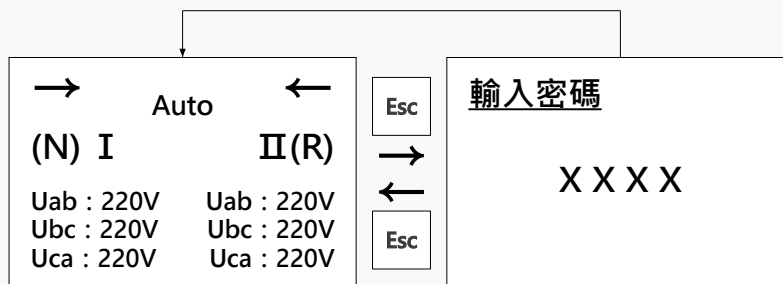 Auto
(N) I II(R)
Uab : 220V Uab : 220V
Ubc : 220V Ubc : 220V
Uca : 220V Uca : 220V
Esc
Esc
輸入密碼
X X X X